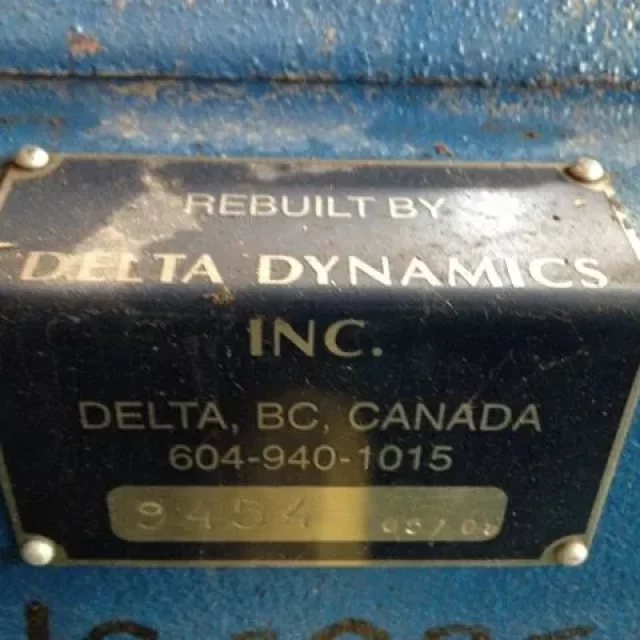 REBUILT BY
DELTA DYNAMICS
INC.
DELTA, BC, CANADA
604-940-1015
9454